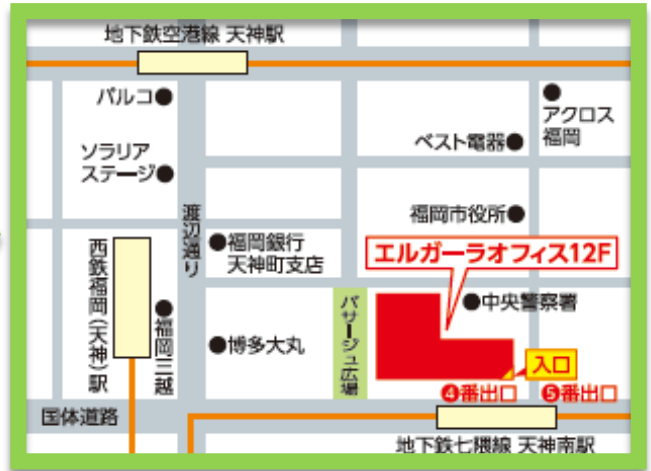 地下鉄空港線 天神駅
パルコ●
●
アクロス
福岡
ベスト電器●
ソラリア
ステージ●
渡辺通り
福岡市役所●
●福岡銀行
天神町支店
エルガーラオフィス12F
西鉄福岡(天神)駅
●福岡三越
●博多大丸
パサージュ広場
●中央警察署
入口
❹番出口
❺番出口
国体道路
地下鉄七隈線 天神南駅